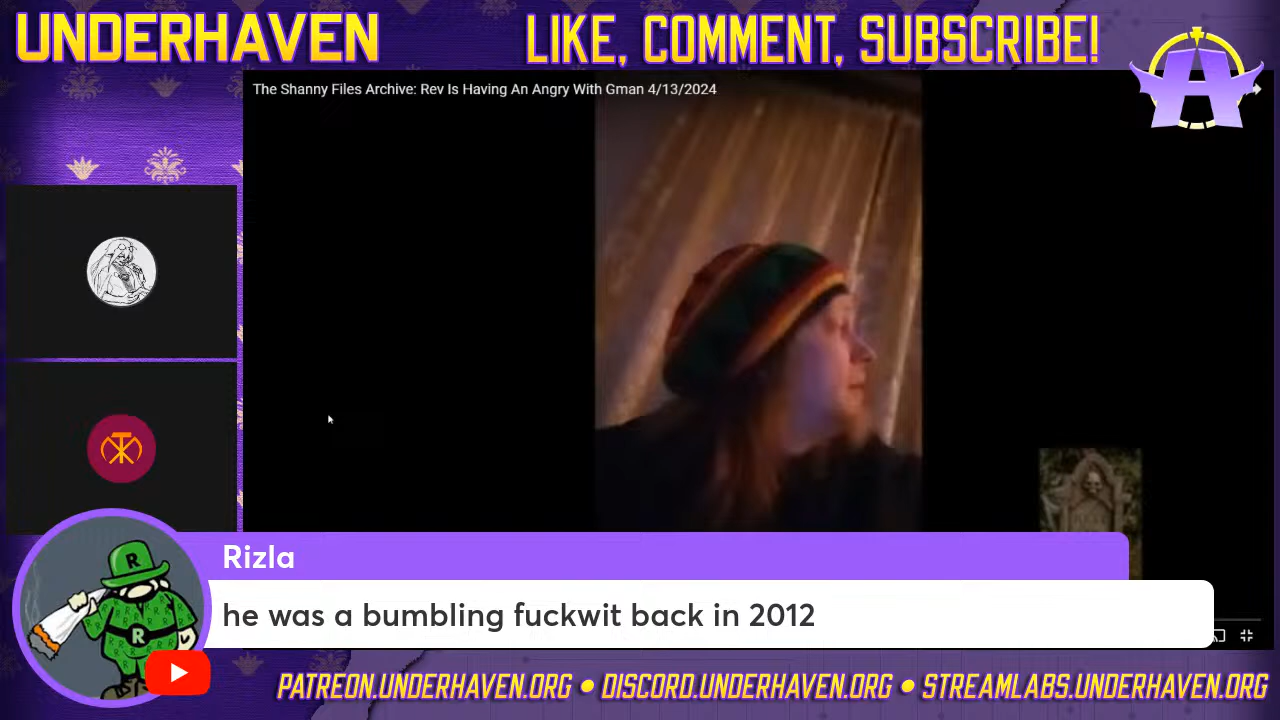 UNDERHAVEN
LIKE, COMMENT, SUBSCRIBE!
The Shanny Files Archive: Rev Is Having An Angry With Gman 4/13/2024
Rizla
he was a bumbling fuckwit back in 2012
PATREON.UNDERHAVEN.ORG • DISCORD.UNDERHAVEN.ORG • STREAMLABS.UNDERHAVEN.ORG